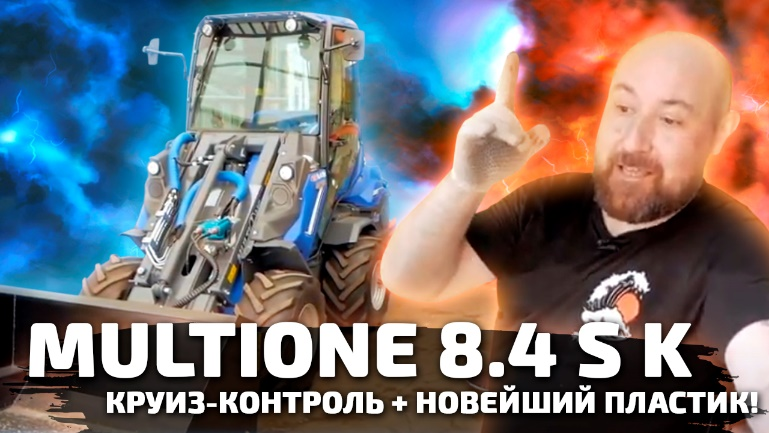 MULTIONE 8.4 S K
КРУИЗ-КОНТРОЛЬ + НОВЕЙШИЙ ПЛАСТИК!